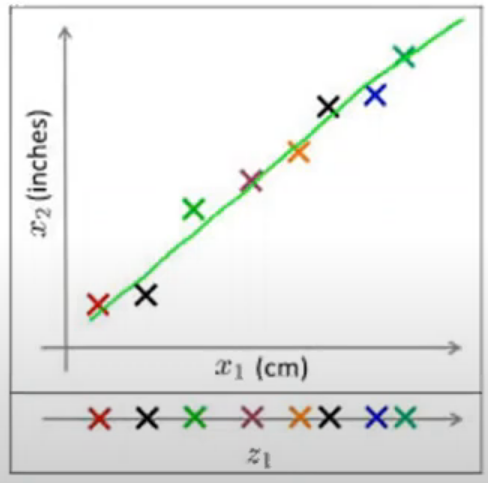 x₂ (inches)
x₁ (cm)
z₁